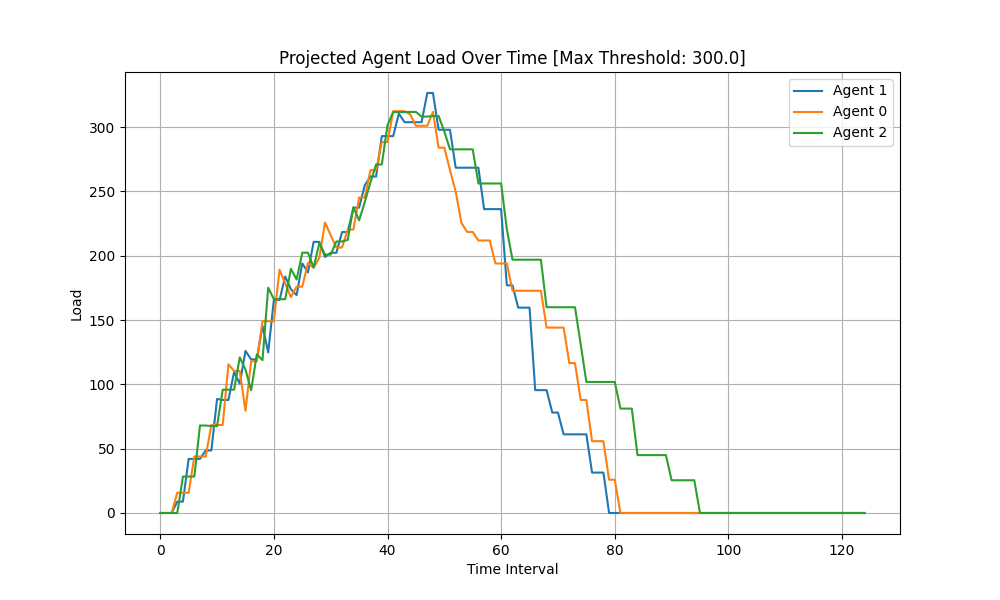 Projected Agent Load Over Time [Max Threshold: 300.0]
Agent 1
Agent 0
Agent 2
Load
300
250
200
150
100
50
0
0 20 40 60 80 100 120
Time Interval